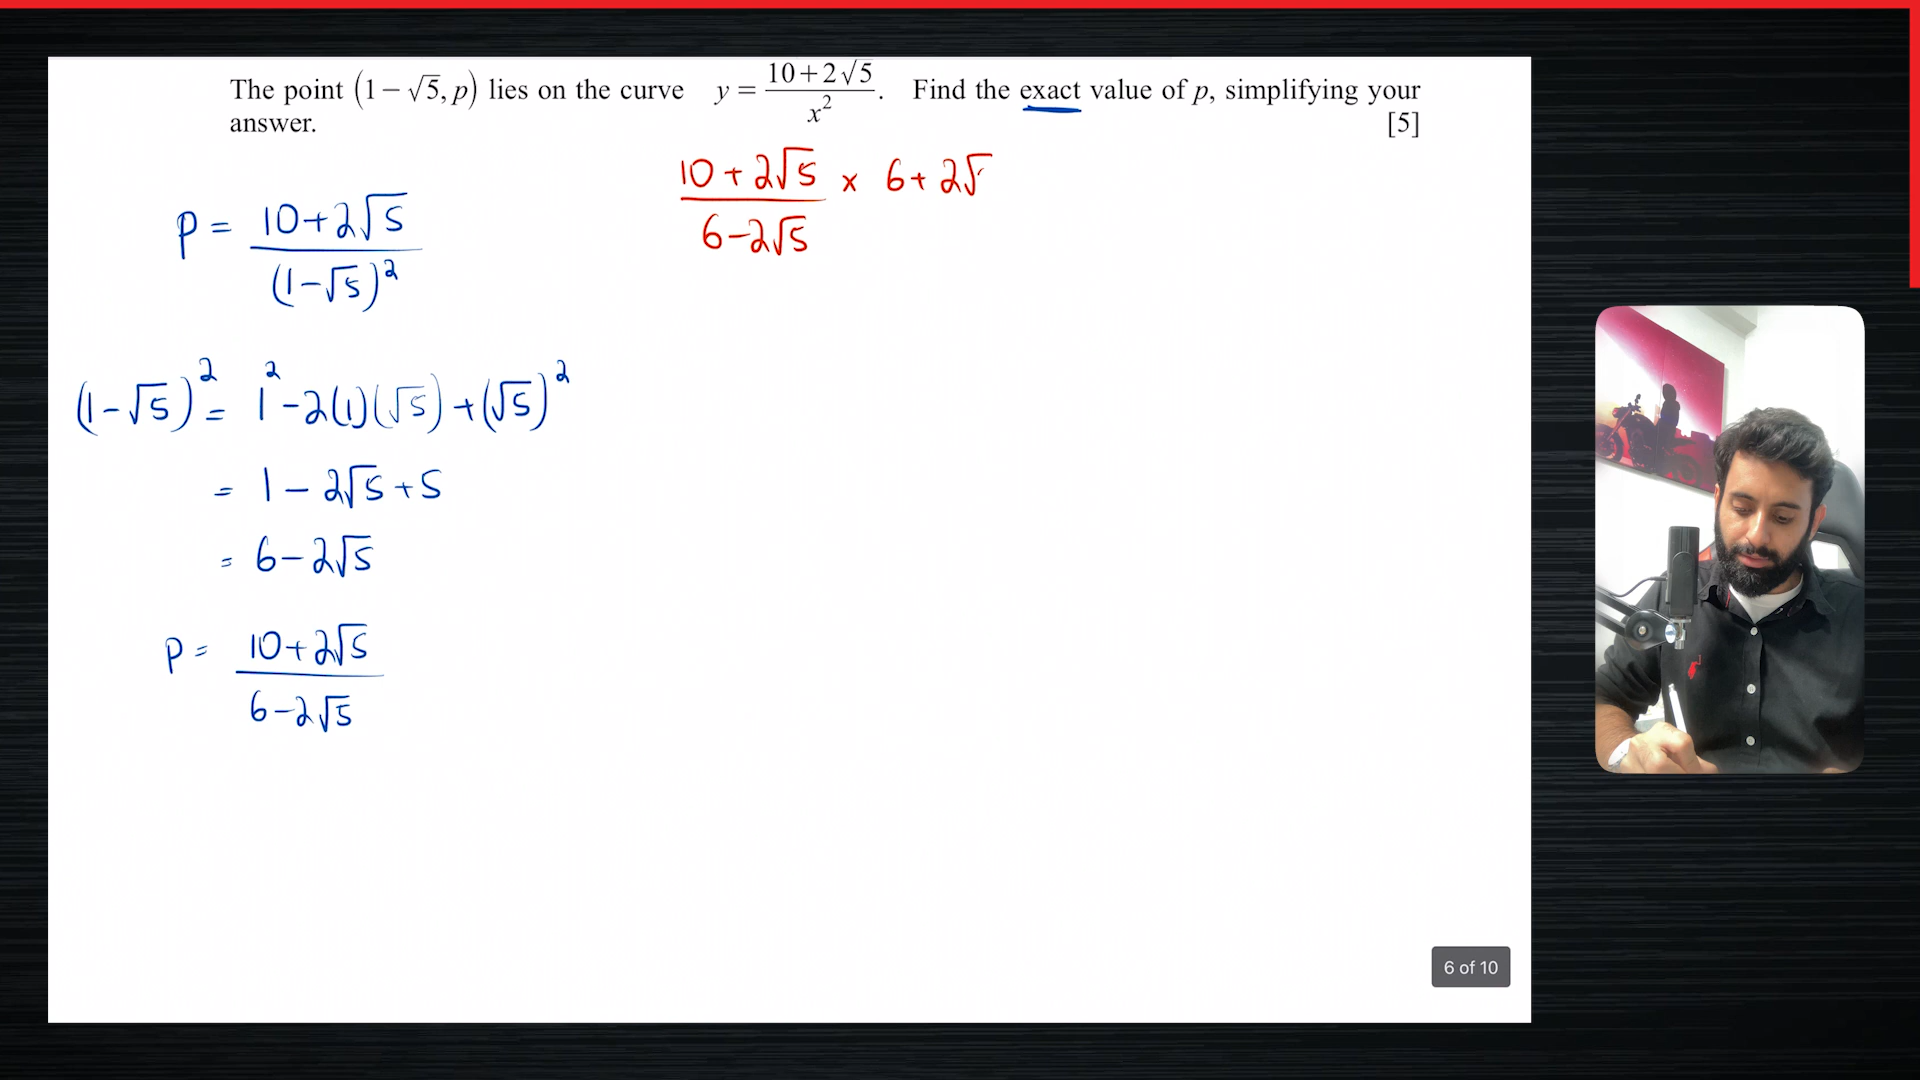 The point (1 − √5, p) lies on the curve y = (10+2√5)/x². Find the exact value of p, simplifying your
answer. [5]
p = (10+2√5)/(1-√5)²
(1-√5)² = 1² - 2(1)(√5) + (√5)²
= 1 - 2√5 + 5
= 6 - 2√5
p = (10+2√5)/(6-2√5)
(10+2√5)/(6-2√5) × 6+2√
6 of 10